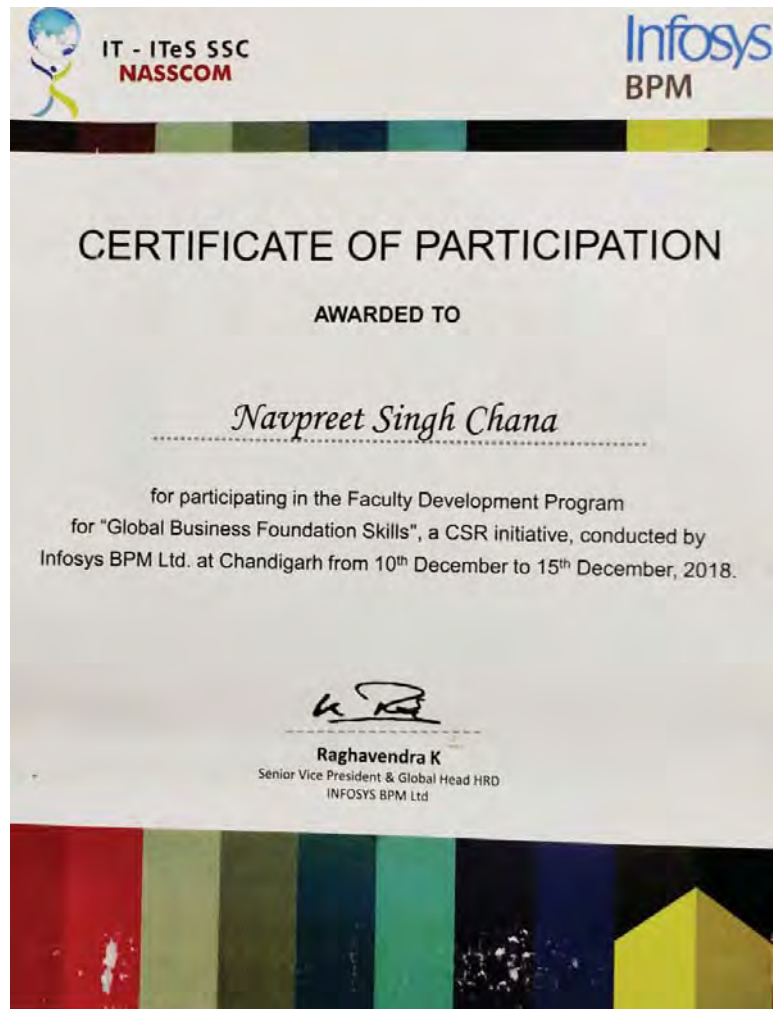 IT - ITeS SSC
NASSCOM
Infosys
BPM
CERTIFICATE OF PARTICIPATION
AWARDED TO
Navpreet Singh Chana
for participating in the Faculty Development Program
for "Global Business Foundation Skills", a CSR initiative, conducted by
Infosys BPM Ltd. at Chandigarh from 10th December to 15th December, 2018.
Raghavendra K
Senior Vice President & Global Head HRD
INFOSYS BPM Ltd